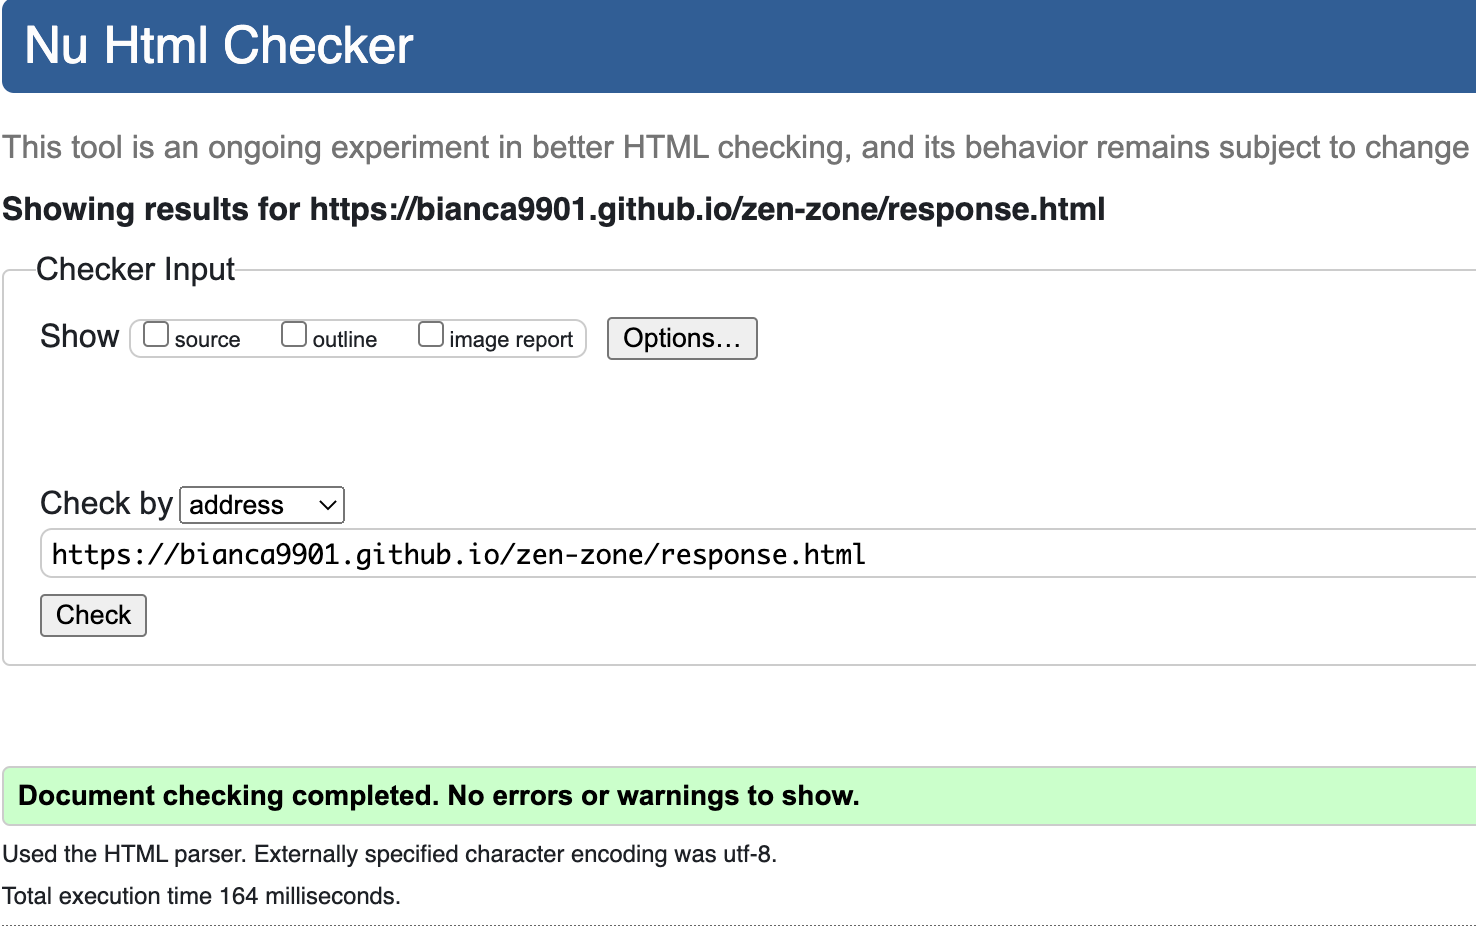 Nu Html Checker
This tool is an ongoing experiment in better HTML checking, and its behavior remains subject to change
Showing results for https://bianca9901.github.io/zen-zone/response.html
Checker Input
Show source outline image report Options…
Check by address
https://bianca9901.github.io/zen-zone/response.html
Check
Document checking completed. No errors or warnings to show.
Used the HTML parser. Externally specified character encoding was utf-8.
Total execution time 164 milliseconds.